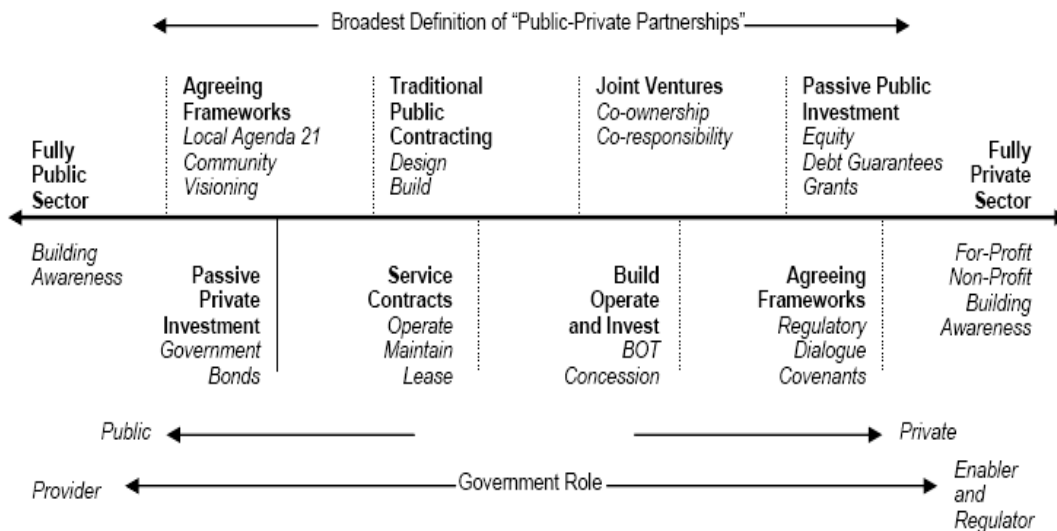 Broadest Definition of “Public-Private Partnerships”
Fully
Public
Sector
Agreeing
Frameworks
Local Agenda 21
Community
Visioning
Traditional
Public
Contracting
Design
Build
Joint Ventures
Co-ownership
Co-responsibility
Passive Public
Investment
Equity
Debt Guarantees
Grants
Fully
Private
Sector
Building
Awareness
Passive
Private
Investment
Government
Bonds
Service
Contracts
Operate
Maintain
Lease
Build
Operate
and Invest
BOT
Concession
Agreeing
Frameworks
Regulatory
Dialogue
Covenants
For-Profit
Non-Profit
Building
Awareness
Public
Private
Provider
Government Role
Enabler
and
Regulator